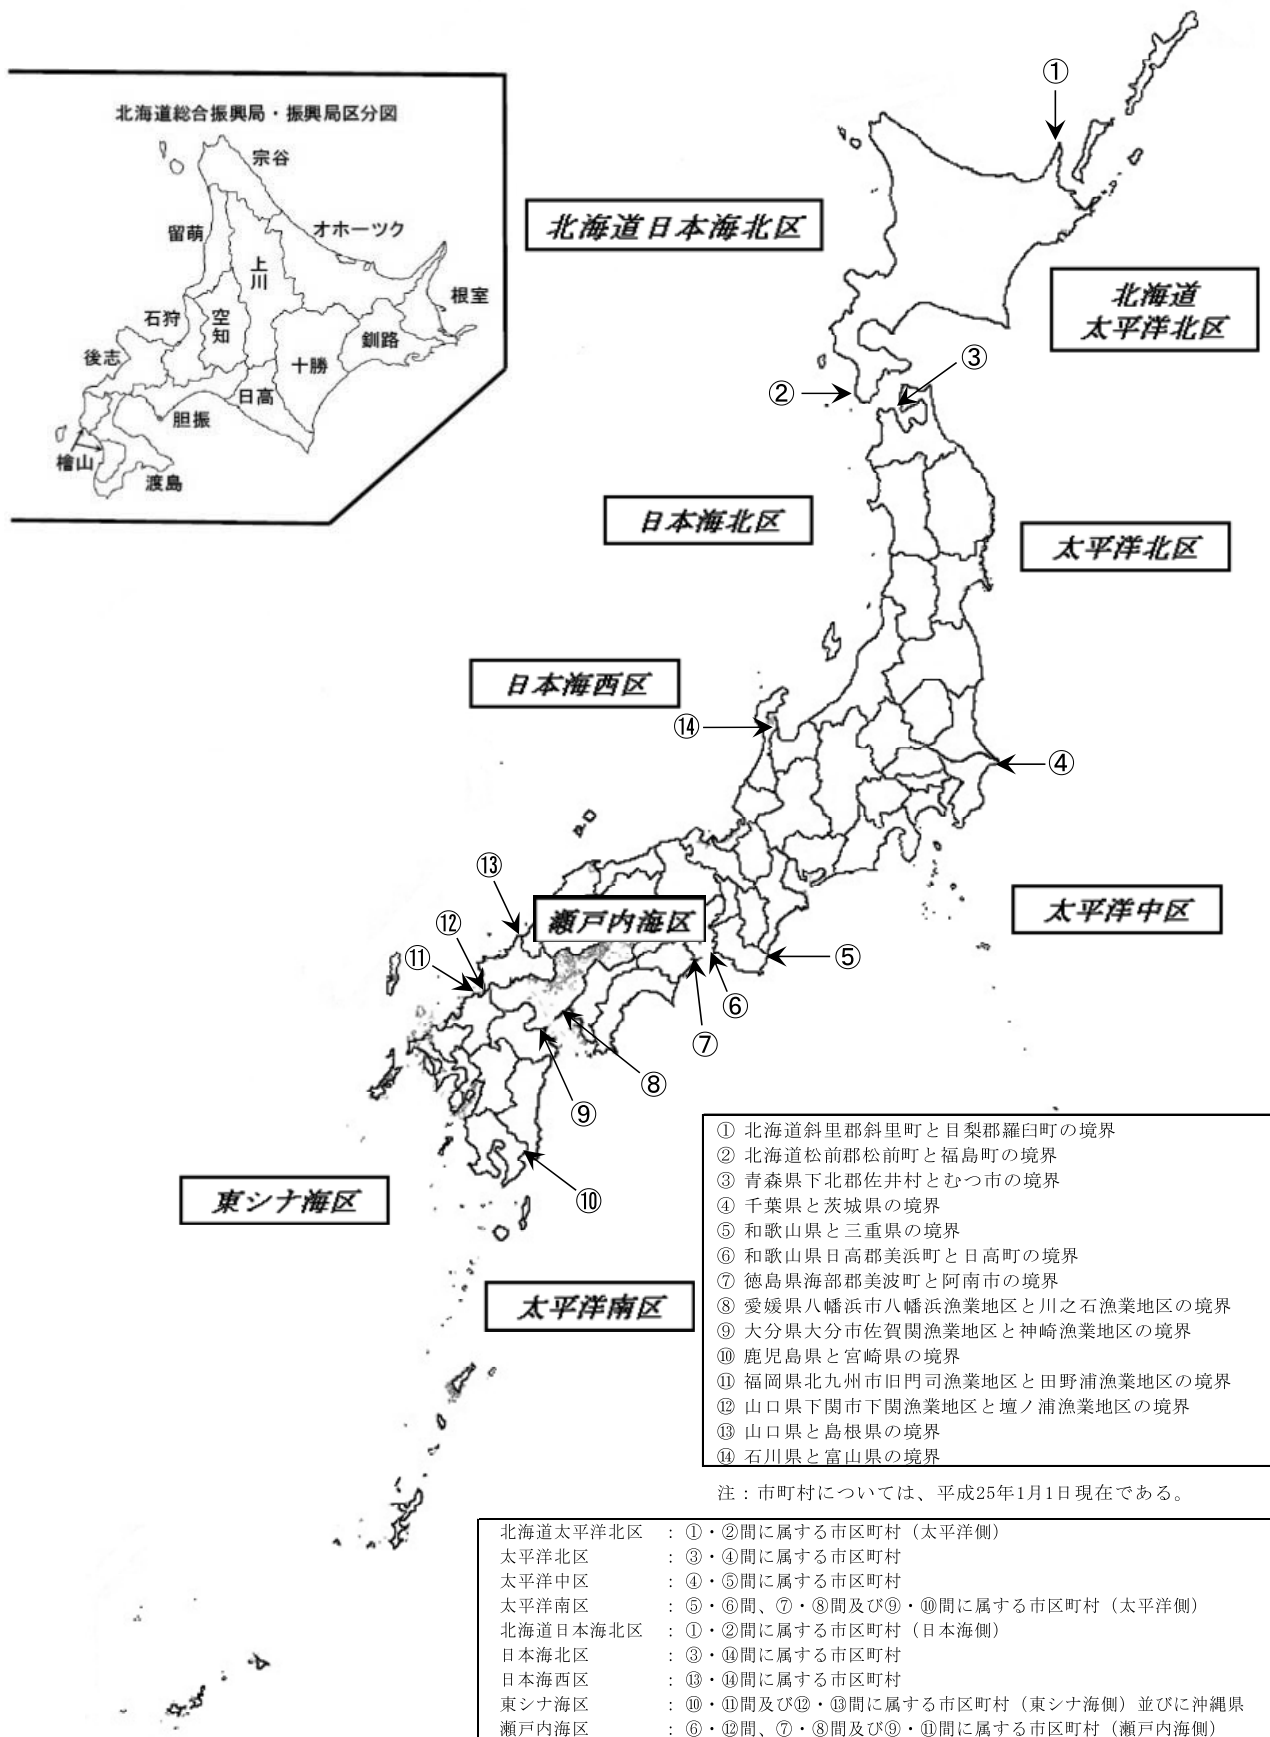 北海道総合振興局・振興局区分図
宗谷
オホーツク
留萌
上川
根室
石狩
空知
釧路
後志
十勝
日高
胆振
檜山
渡島
①
北海道日本海北区
北海道
太平洋北区
③
②
日本海北区
太平洋北区
日本海西区
⑭
④
⑬
瀬戸内海区
太平洋中区
⑫
⑪
⑤
⑥
⑦
⑧
⑨
東シナ海区
⑩
太平洋南区
① 北海道斜里郡斜里町と目梨郡羅臼町の境界
② 北海道松前郡松前町と福島町の境界
③ 青森県下北郡佐井村とむつ市の境界
④ 千葉県と茨城県の境界
⑤ 和歌山県と三重県の境界
⑥ 和歌山県日高郡美浜町と日高町の境界
⑦ 徳島県海部郡美波町と阿南市の境界
⑧ 愛媛県八幡浜市八幡浜漁業地区と川之石漁業地区の境界
⑨ 大分県大分市佐賀関漁業地区と神崎漁業地区の境界
⑩ 鹿児島県と宮崎県の境界
⑪ 福岡県北九州市旧門司漁業地区と田野浦漁業地区の境界
⑫ 山口県下関市下関漁業地区と壇ノ浦漁業地区の境界
⑬ 山口県と島根県の境界
⑭ 石川県と富山県の境界
注：市町村については、平成25年1月1日現在である。
北海道太平洋北区 ：①・②間に属する市区町村（太平洋側）
太平洋北区 ：③・④間に属する市区町村
太平洋中区 ：④・⑤間に属する市区町村
太平洋南区 ：⑤・⑥間、⑦・⑧間及び⑨・⑩間に属する市区町村（太平洋側）
北海道日本海北区 ：①・②間に属する市区町村（日本海側）
日本海北区 ：③・⑭間に属する市区町村
日本海西区 ：⑬・⑭間に属する市区町村
東シナ海区 ：⑩・⑪間及び⑫・⑬間に属する市区町村（東シナ海側）並びに沖縄県
瀬戸内海区 ：⑥・⑫間、⑦・⑧間及び⑨・⑪間に属する市区町村（瀬戸内海側）